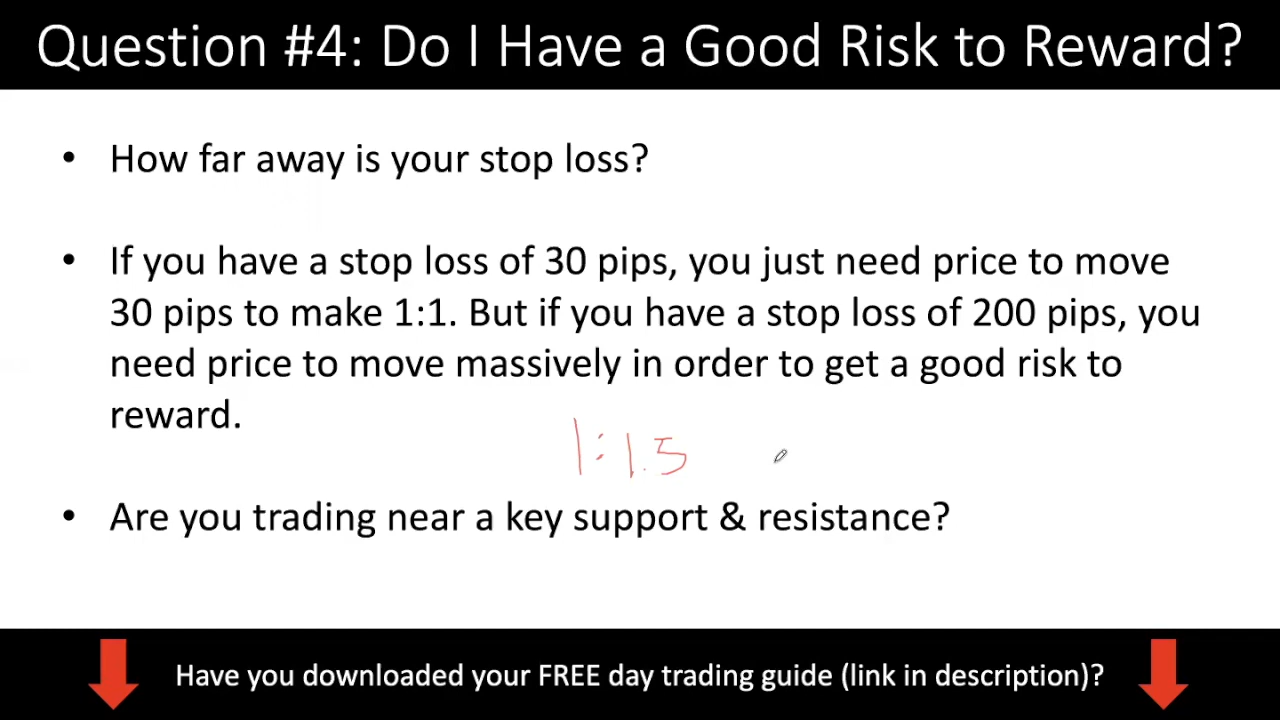 Question #4: Do I Have a Good Risk to Reward?
• How far away is your stop loss?
• If you have a stop loss of 30 pips, you just need price to move
30 pips to make 1:1. But if you have a stop loss of 200 pips, you
need price to move massively in order to get a good risk to
reward.
1:1.5
• Are you trading near a key support & resistance?
Have you downloaded your FREE day trading guide (link in description)?